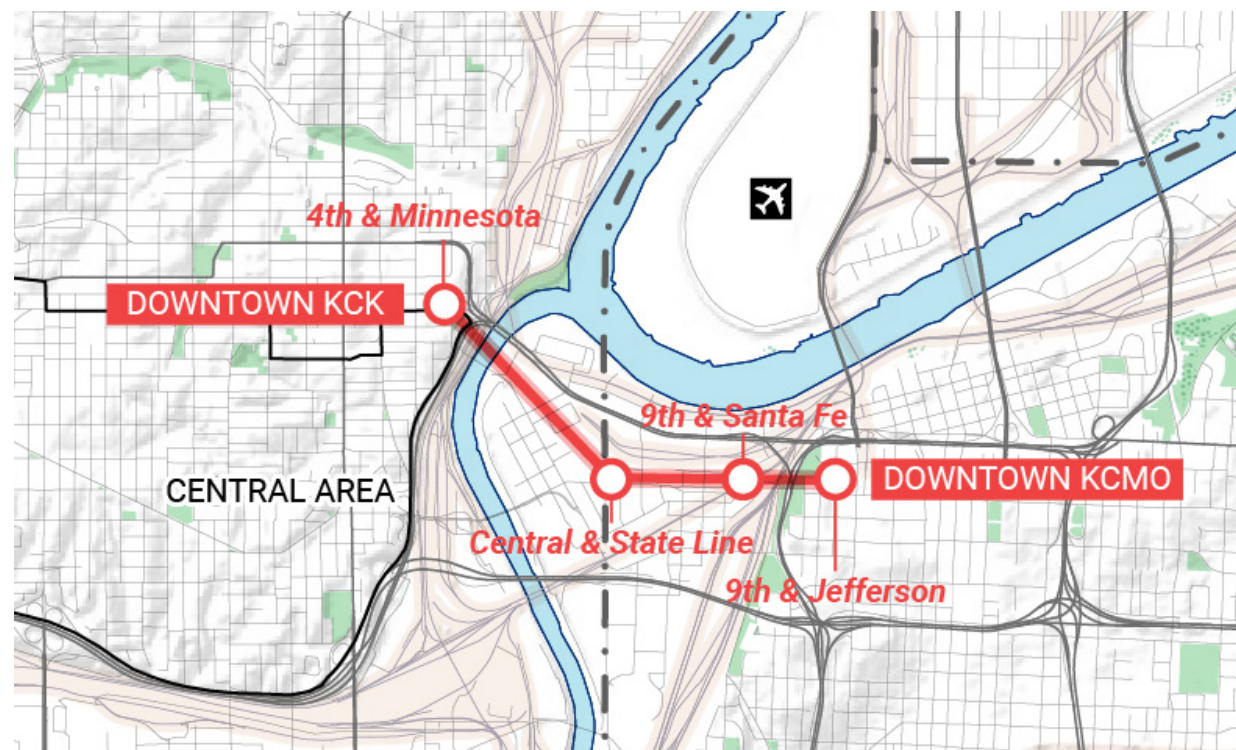 4th & Minnesota
DOWNTOWN KCK
9th & Santa Fe
DOWNTOWN KCMO
CENTRAL AREA
Central & State Line
9th & Jefferson